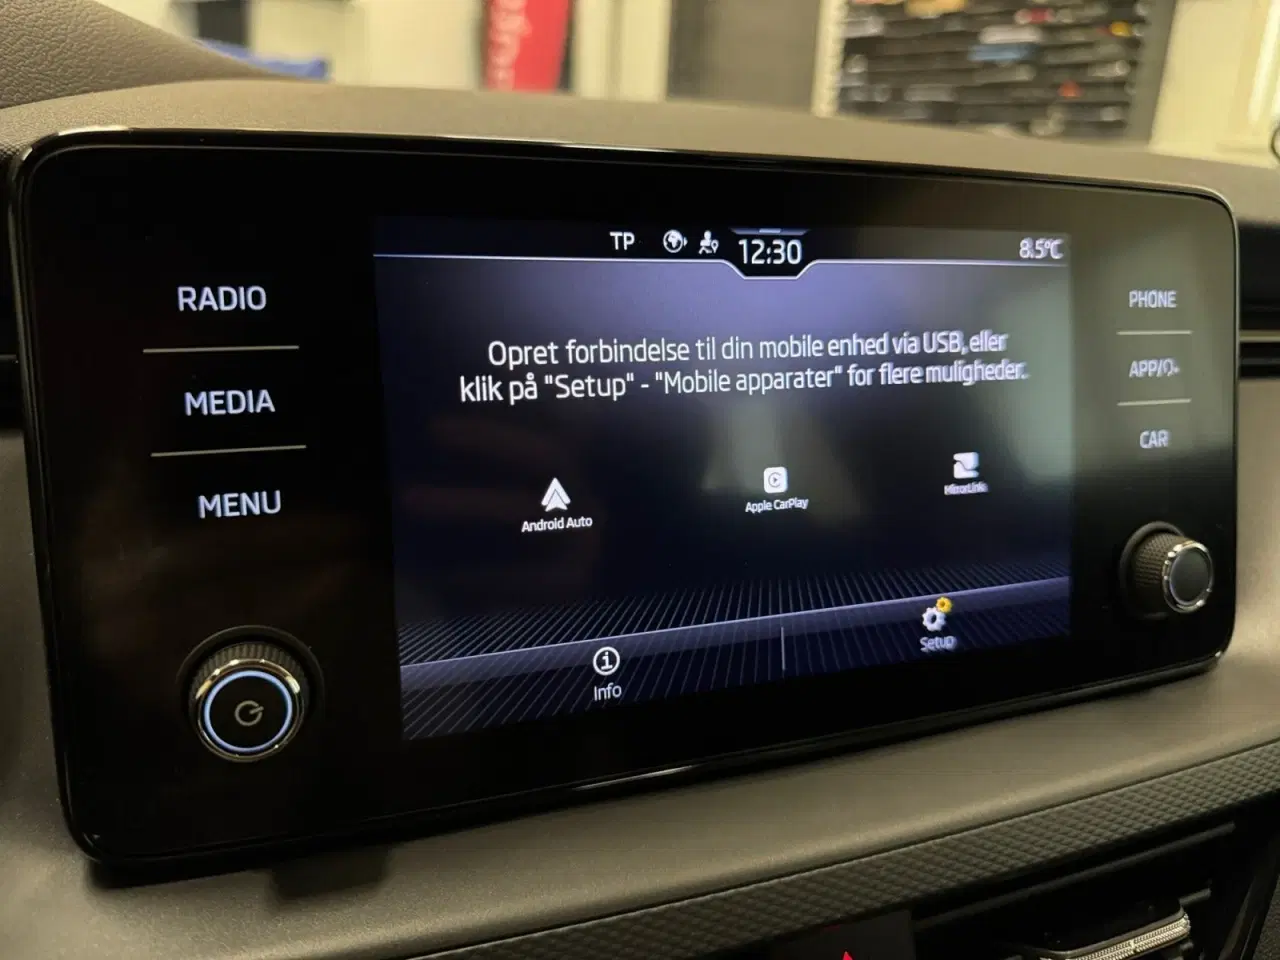 TP
12:30
8.5°C
RADIO
MEDIA
MENU
Opret forbindelse til din mobile enhed via USB, eller
klik på "Setup" - "Mobile apparater" for flere muligheder.
Android Auto
Apple CarPlay
MirrorLink
Info
Setup
PHONE
APP/
CAR